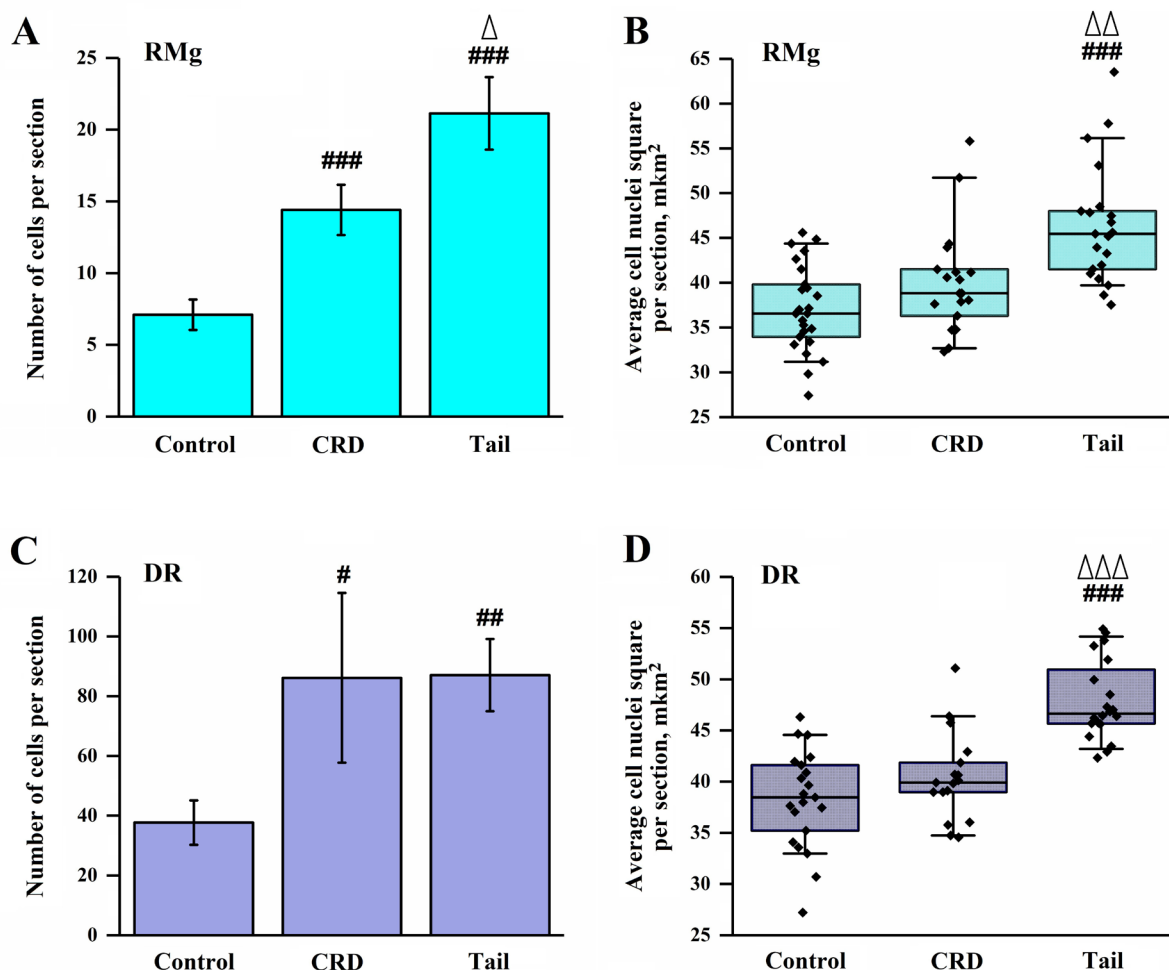 A
RMg
Δ
###
###
Number of cells per section
25
20
15
10
5
0
Control
CRD
Tail
B
RMg
ΔΔ
###
Average cell nuclei square
per section, mkm²
65
60
55
50
45
40
35
30
25
Control
CRD
Tail
C
DR
#
##
Number of cells per section
120
100
80
60
40
20
0
Control
CRD
Tail
D
DR
ΔΔΔ
###
Average cell nuclei square
per section, mkm²
60
55
50
45
40
35
30
25
Control
CRD
Tail